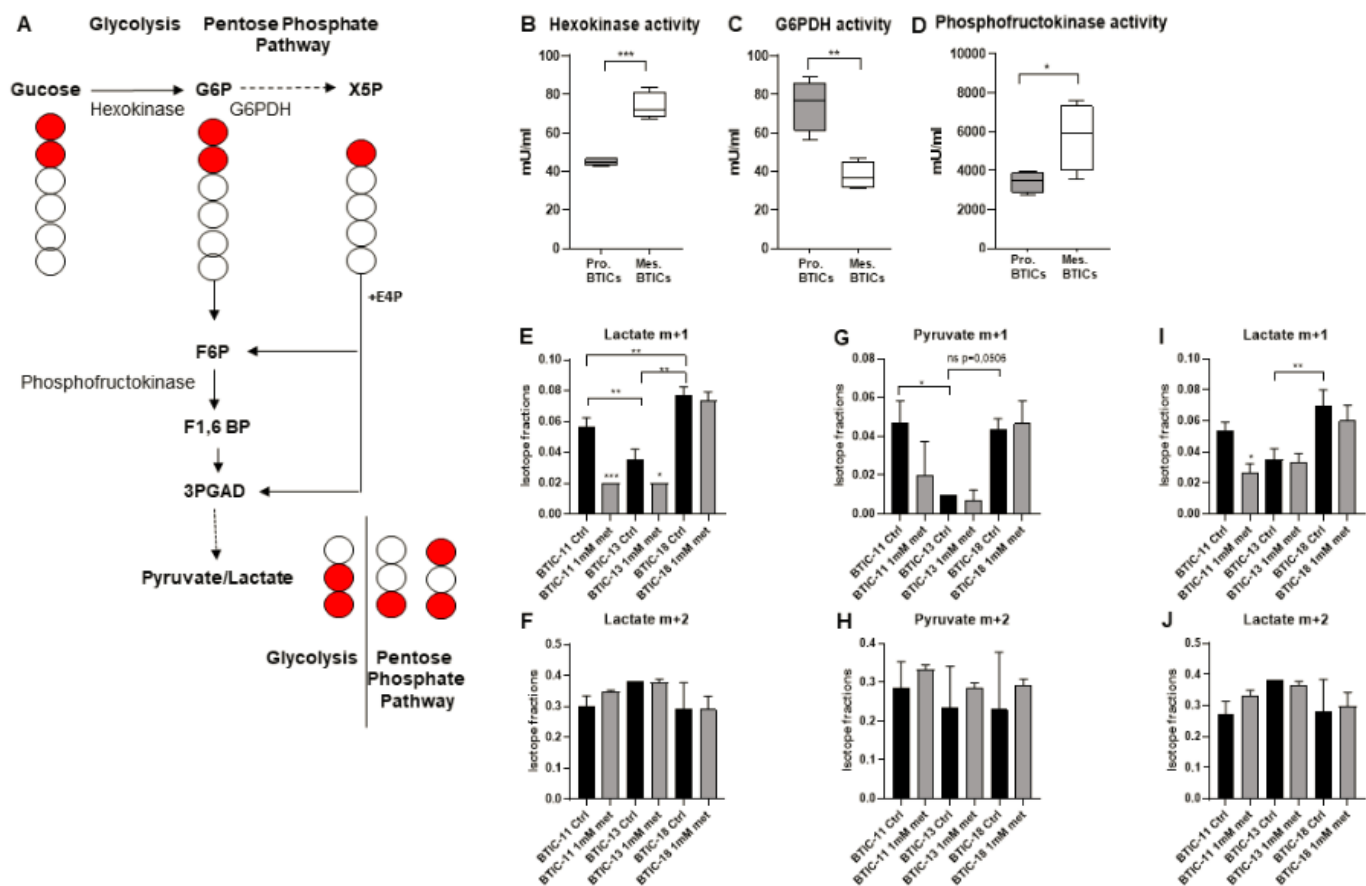 A
Glycolysis
Pentose Phosphate
Pathway
Gucose
G6P
X5P
Hexokinase
G6PDH
+E4P
F6P
Phosphofructokinase
F1,6 BP
3PGAD
Pyruvate/Lactate
Glycolysis
Pentose
Phosphate
Pathway
B
Hexokinase activity
mU/ml
100
80
60
40
20
0
***
Pro.
BTICs
Mes.
BTICs
C
G6PDH activity
mU/ml
100
80
60
40
20
0
**
Pro.
BTICs
Mes.
BTICs
D
Phosphofructokinase activity
mU/ml
10000
8000
6000
4000
2000
0
*
Pro.
BTICs
Mes.
BTICs
E
Lactate m+1
Isotope fractions
0.10
0.08
0.06
0.04
0.02
0.00
**
**
**
***
*
BTIC-11 Ctrl
BTIC-11 1mM met
BTIC-13 Ctrl
BTIC-13 1mM met
BTIC-18 Ctrl
BTIC-18 1mM met
G
Pyruvate m+1
Isotope fractions
0.08
0.06
0.04
0.02
0.00
ns p=0,0506
*
BTIC-11 Ctrl
BTIC-11 1mM met
BTIC-13 Ctrl
BTIC-13 1mM met
BTIC-18 Ctrl
BTIC-18 1mM met
I
Lactate m+1
Isotope fractions
0.10
0.08
0.06
0.04
0.02
0.00
**
*
BTIC-11 Ctrl
BTIC-11 1mM met
BTIC-13 Ctrl
BTIC-13 1mM met
BTIC-18 Ctrl
BTIC-18 1mM met
F
Lactate m+2
Isotope fractions
0.5
0.4
0.3
0.2
0.1
0.0
BTIC-11 Ctrl
BTIC-11 1mM met
BTIC-13 Ctrl
BTIC-13 1mM met
BTIC-18 Ctrl
BTIC-18 1mM met
H
Pyruvate m+2
Isotope fractions
0.4
0.3
0.2
0.1
0.0
BTIC-11 Ctrl
BTIC-11 1mM met
BTIC-13 Ctrl
BTIC-13 1mM met
BTIC-18 Ctrl
BTIC-18 1mM met
J
Lactate m+2
Isotope fractions
0.5
0.4
0.3
0.2
0.1
0.0
BTIC-11 Ctrl
BTIC-11 1mM met
BTIC-13 Ctrl
BTIC-13 1mM met
BTIC-18 Ctrl
BTIC-18 1mM met